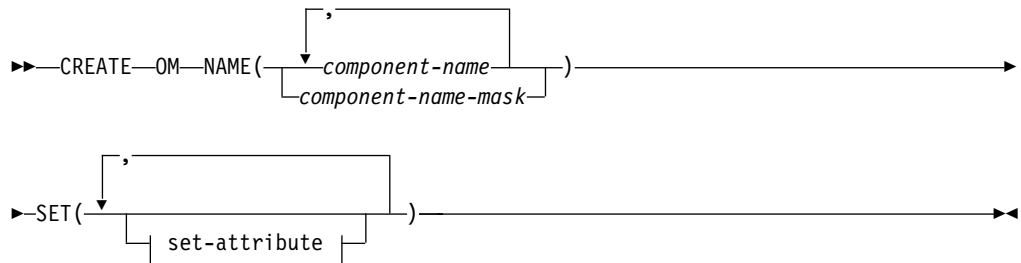 ,
CREATE OM NAME( component-name )
component-name-mask
,
SET( )
set-attribute